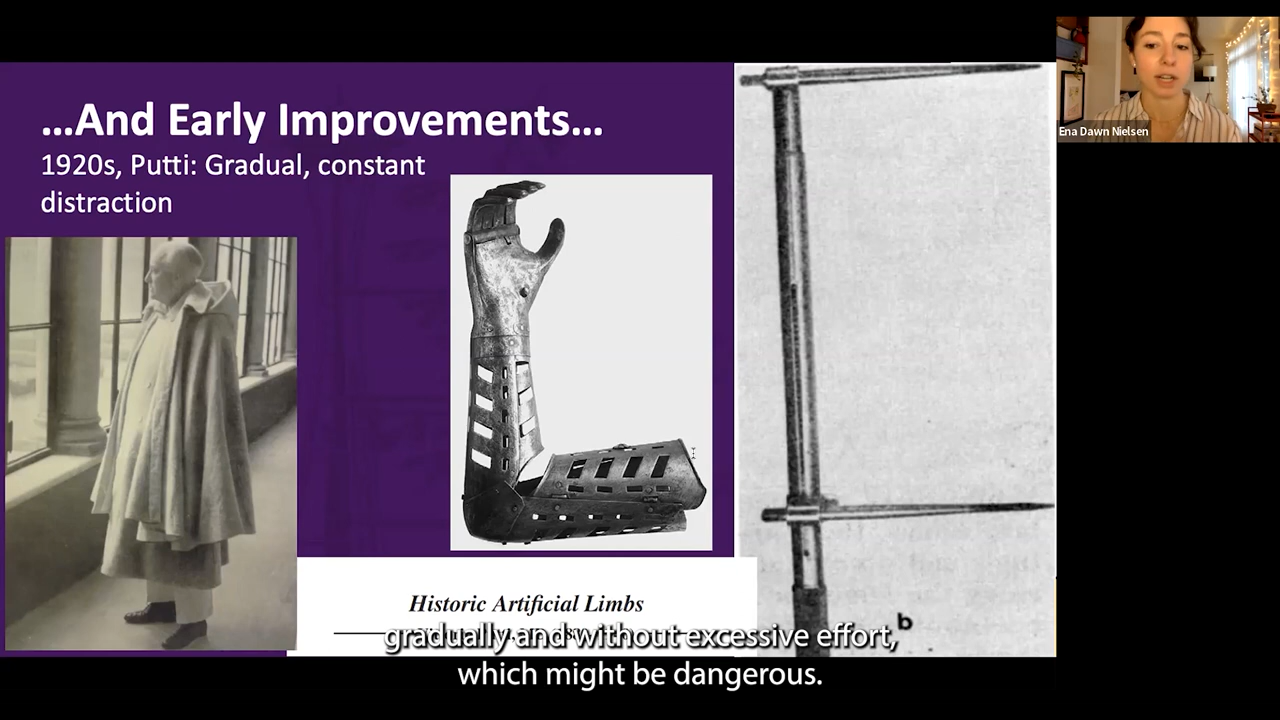 …And Early Improvements…
1920s, Putti: Gradual, constant
distraction
Ena Dawn Nielsen
Historic Artificial Limbs
b
gradually and without excessive effort,
which might be dangerous.